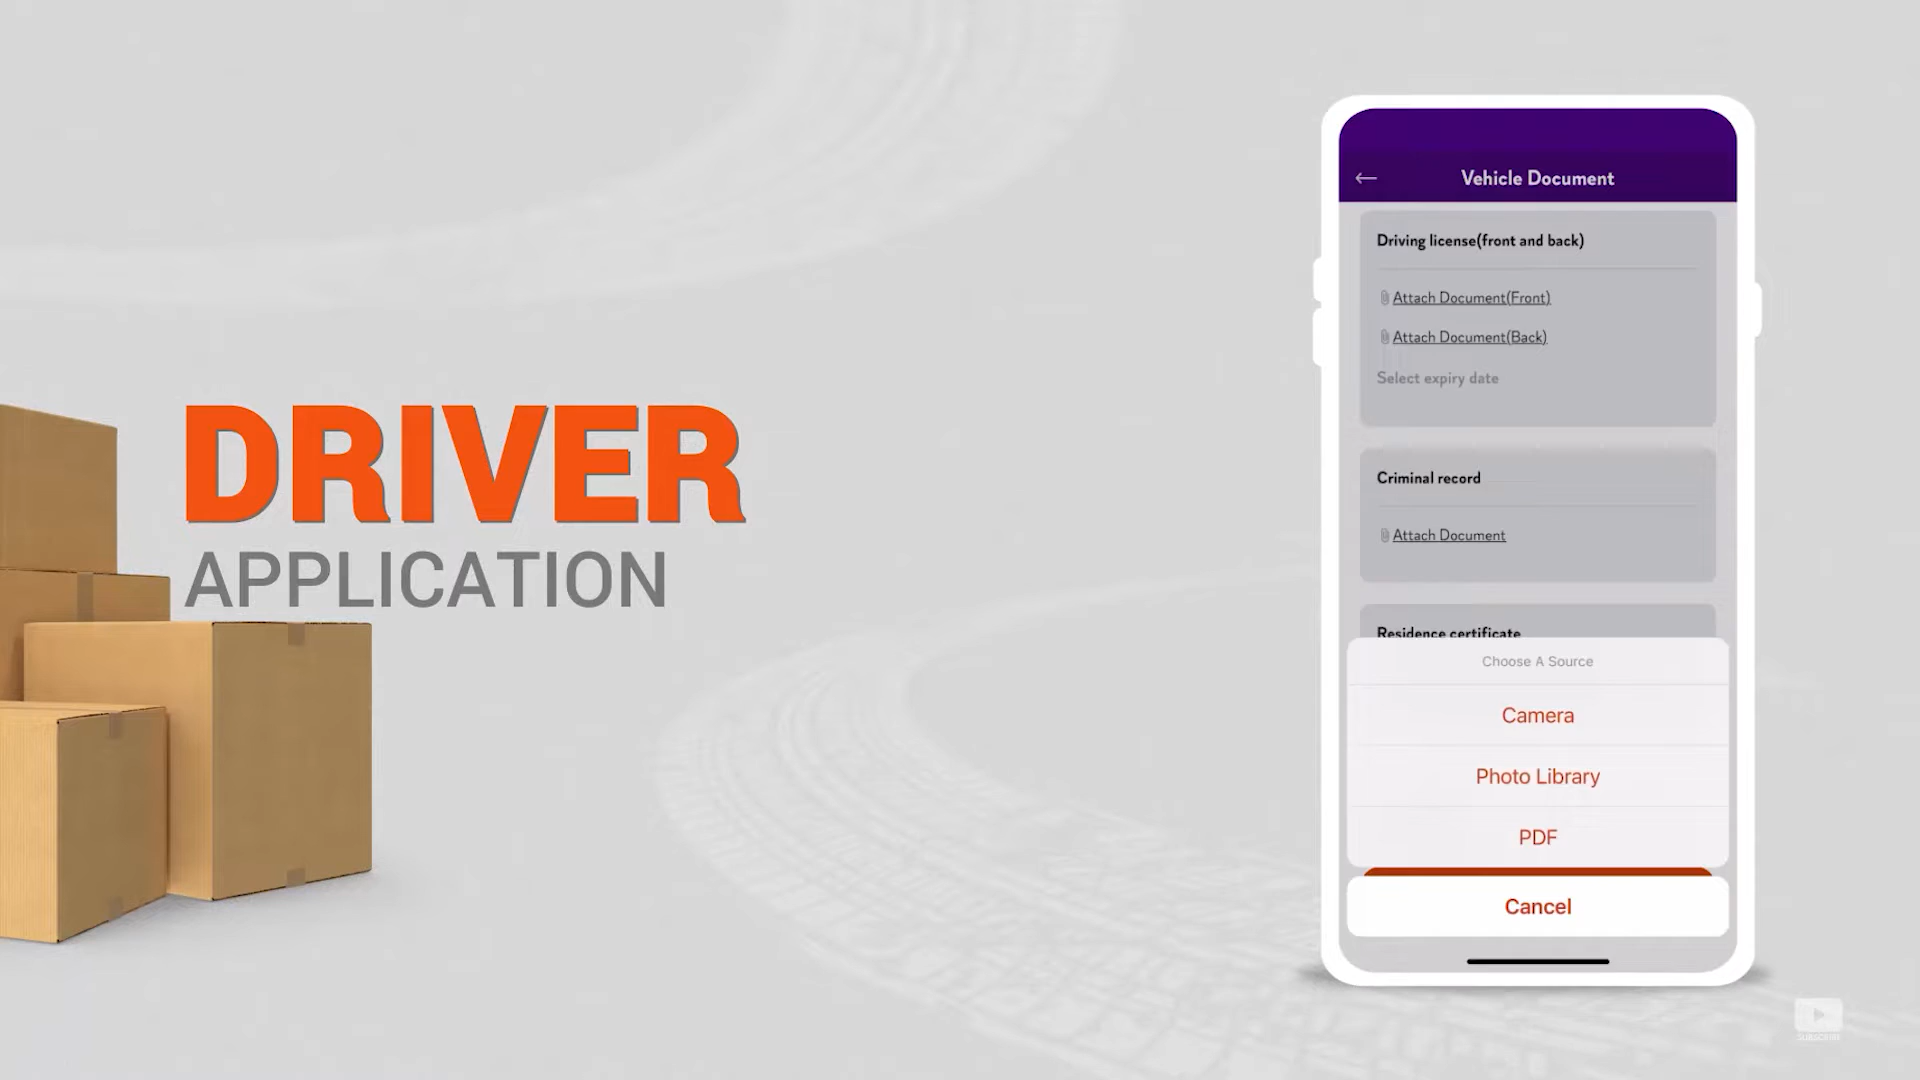 DRIVER
APPLICATION
Vehicle Document
Driving license(front and back)
Attach Document(Front)
Attach Document(Back)
Select expiry date
Criminal record
Attach Document
Residence certificate
Choose A Source
Camera
Photo Library
PDF
Cancel
SUBSCRIBE